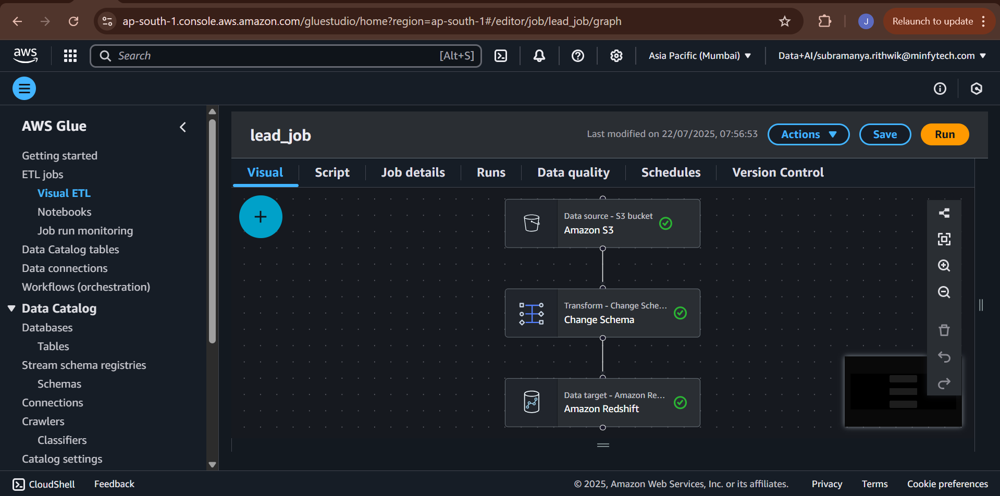 ap-south-1.console.aws.amazon.com/gluestudio/home?region=ap-south-1#/editor/job/lead_job/graph
J
Relaunch to update
aws
Search
[Alt+S]
Asia Pacific (Mumbai)
Data+AI/subramanya.rithwik@minfytech.com
AWS Glue
Getting started
ETL jobs
Visual ETL
Notebooks
Job run monitoring
Data Catalog tables
Data connections
Workflows (orchestration)
Data Catalog
Databases
Tables
Stream schema registries
Schemas
Connections
Crawlers
Classifiers
Catalog settings
lead_job
Last modified on 22/07/2025, 07:56:53
Actions
Save
Run
Visual
Script
Job details
Runs
Data quality
Schedules
Version Control
Data source - S3 bucket
Amazon S3
Transform - Change Sche...
Change Schema
Data target - Amazon Re...
Amazon Redshift
CloudShell
Feedback
© 2025, Amazon Web Services, Inc. or its affiliates.
Privacy
Terms
Cookie preferences